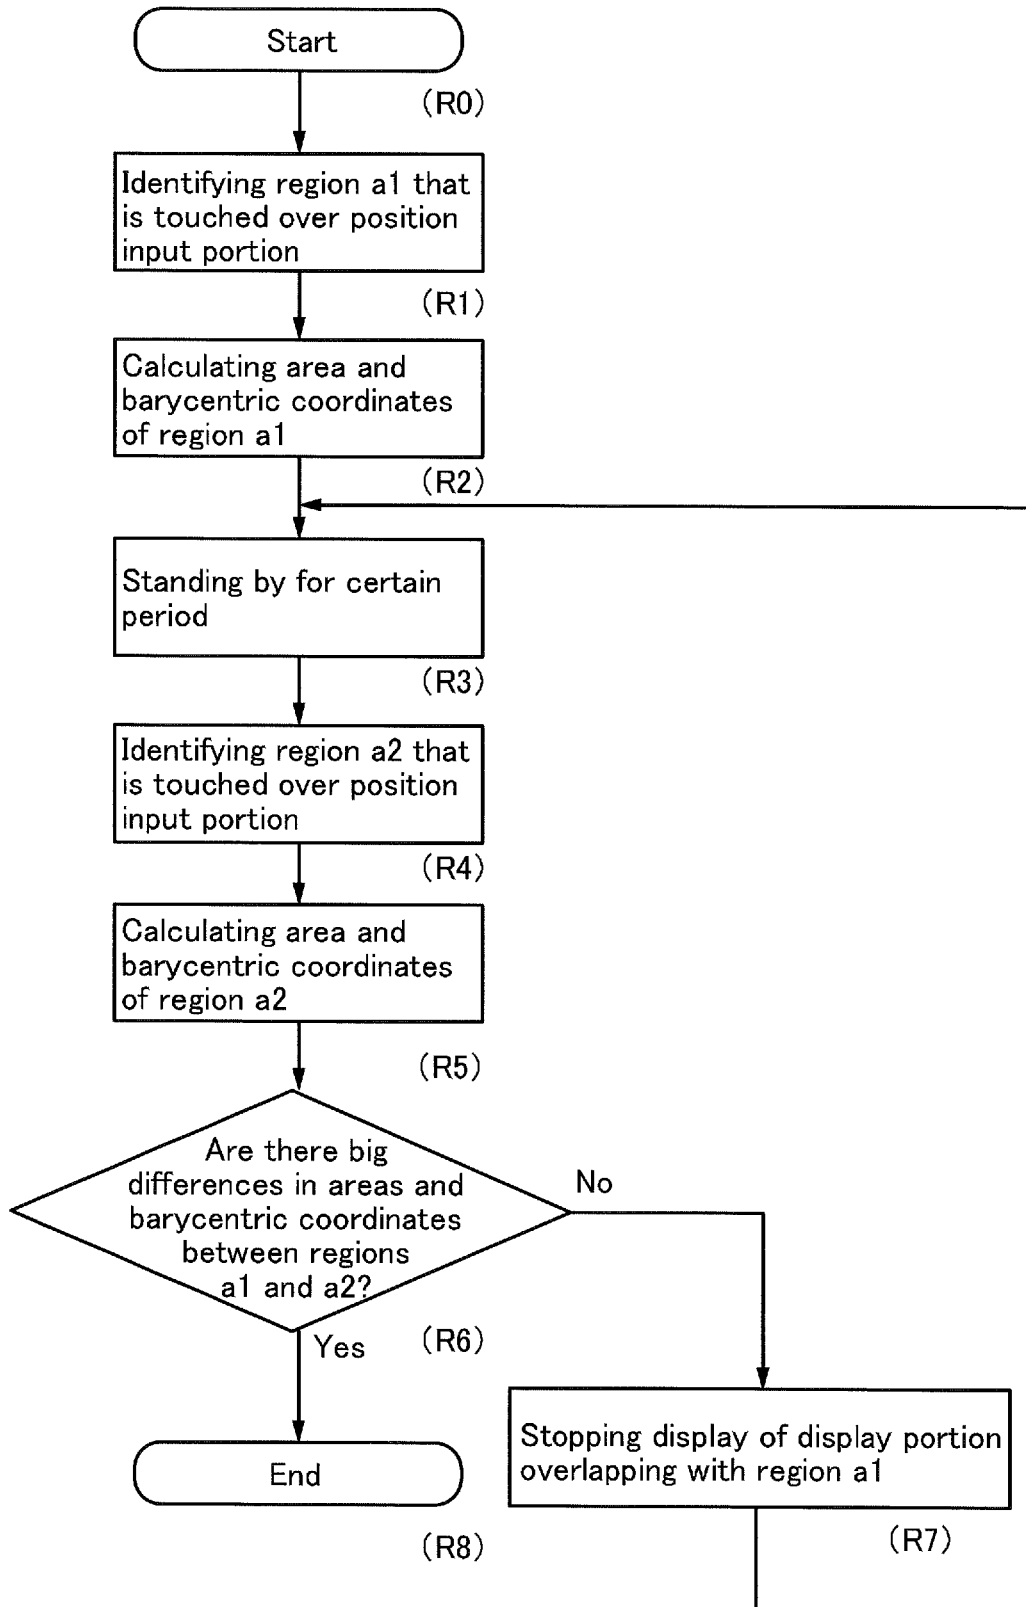 Start
(R0)
Identifying region a1 that
is touched over position
input portion
(R1)
Calculating area and
barycentric coordinates
of region a1
(R2)
Standing by for certain
period
(R3)
Identifying region a2 that
is touched over position
input portion
(R4)
Calculating area and
barycentric coordinates
of region a2
(R5)
Are there big
differences in areas and
barycentric coordinates
between regions
a1 and a2?
No
Yes
(R6)
Stopping display of display portion
overlapping with region a1
(R7)
End
(R8)